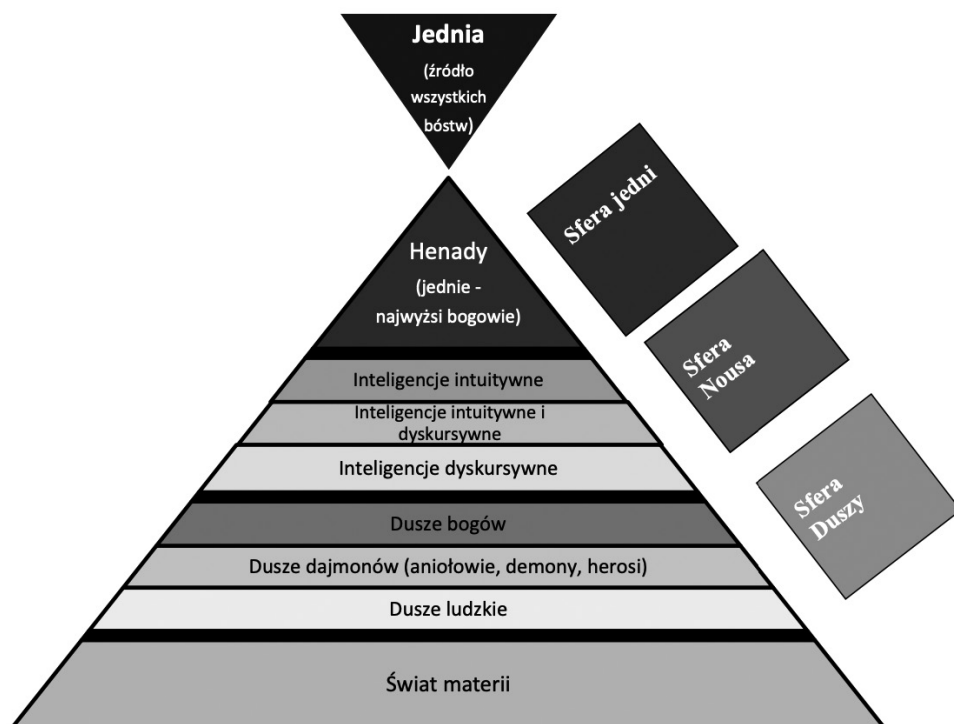 Jednia
(źródło
wszystkich
bóstw)
Henady
(jednie -
najwyżsi bogowie)
Inteligencje intuitywne
Inteligencje intuitywne i
dyskursywne
Inteligencje dyskursywne
Dusze bogów
Dusze dajmonów (aniołowie, demony, herosi)
Dusze ludzkie
Świat materii
Sfera jedni
Sfera
Nousa
Sfera
Duszy